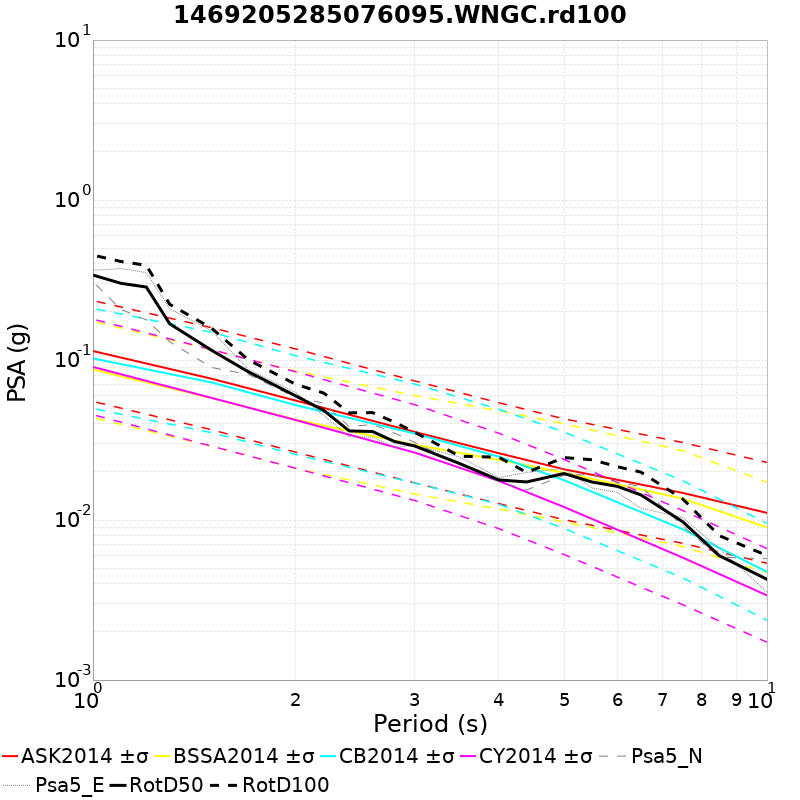 1469205285076095.WNGC.rd100
10^1
10^0
10^-1
10^-2
10^-3
PSA (g)
10^0 2 3 4 5 6 7 8 9 10^1
Period (s)
ASK2014 ±σ BSSA2014 ±σ CB2014 ±σ CY2014 ±σ Psa5_N
Psa5_E RotD50 RotD100